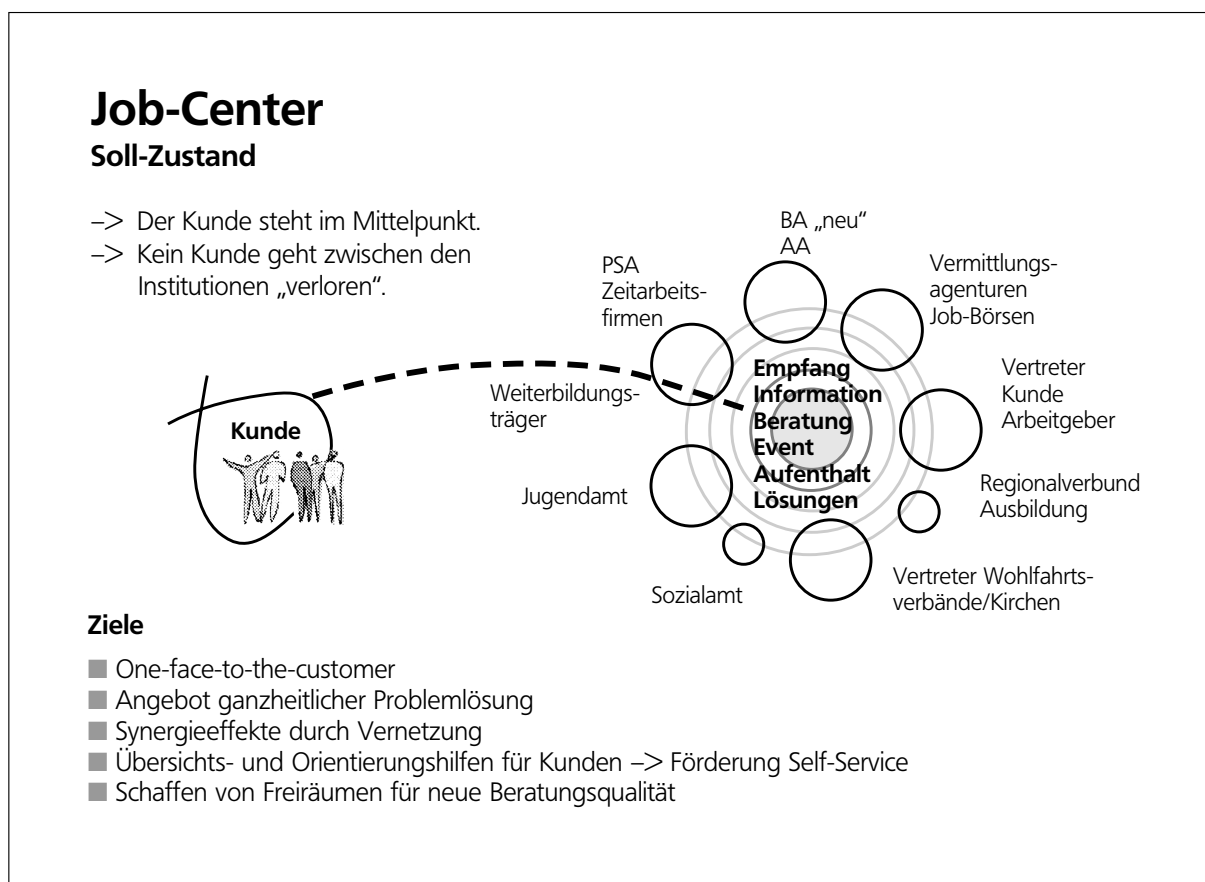 Job-Center
Soll-Zustand
–> Der Kunde steht im Mittelpunkt.
–> Kein Kunde geht zwischen den
Institutionen „verloren“.
BA „neu“
AA
PSA
Zeitarbeits-
firmen
Vermittlungs-
agenturen
Job-Börsen
Weiterbildungs-
träger
Vertreter
Kunde
Arbeitgeber
Kunde
Empfang
Information
Beratung
Event
Aufenthalt
Lösungen
Jugendamt
Regionalverbund
Ausbildung
Sozialamt
Vertreter Wohlfahrts-
verbände/Kirchen
Ziele
One-face-to-the-customer
Angebot ganzheitlicher Problemlösung
Synergieeffekte durch Vernetzung
Übersichts- und Orientierungshilfen für Kunden –> Förderung Self-Service
Schaffen von Freiräumen für neue Beratungsqualität